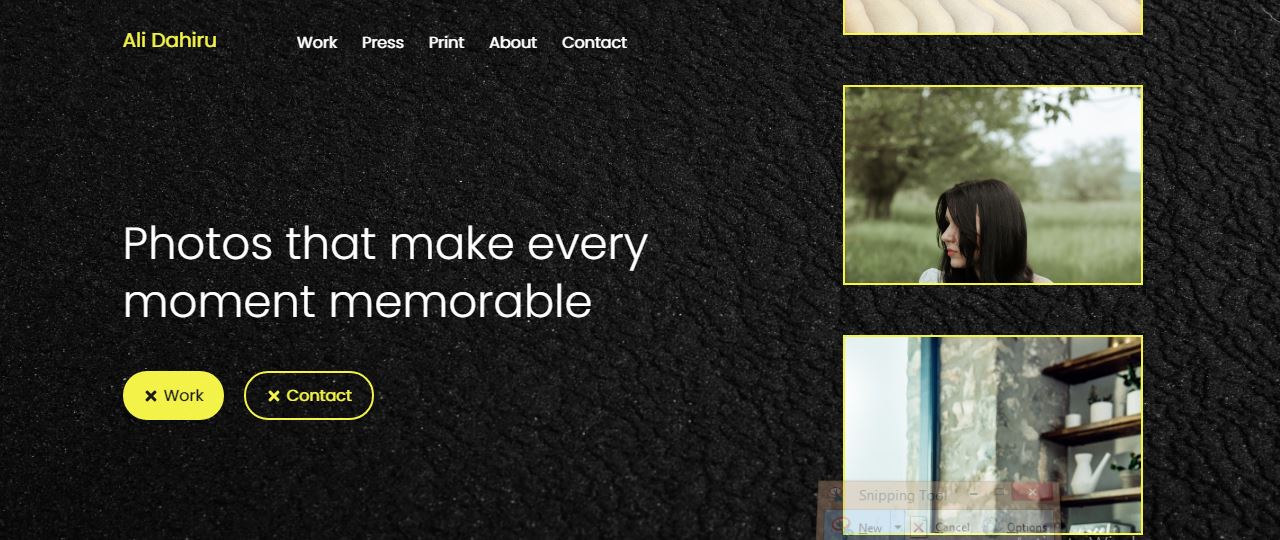 Ali Dahiru
Work Press Print About Contact
Photos that make every
moment memorable
Work Contact
Snipping Tool
New Cancel Options